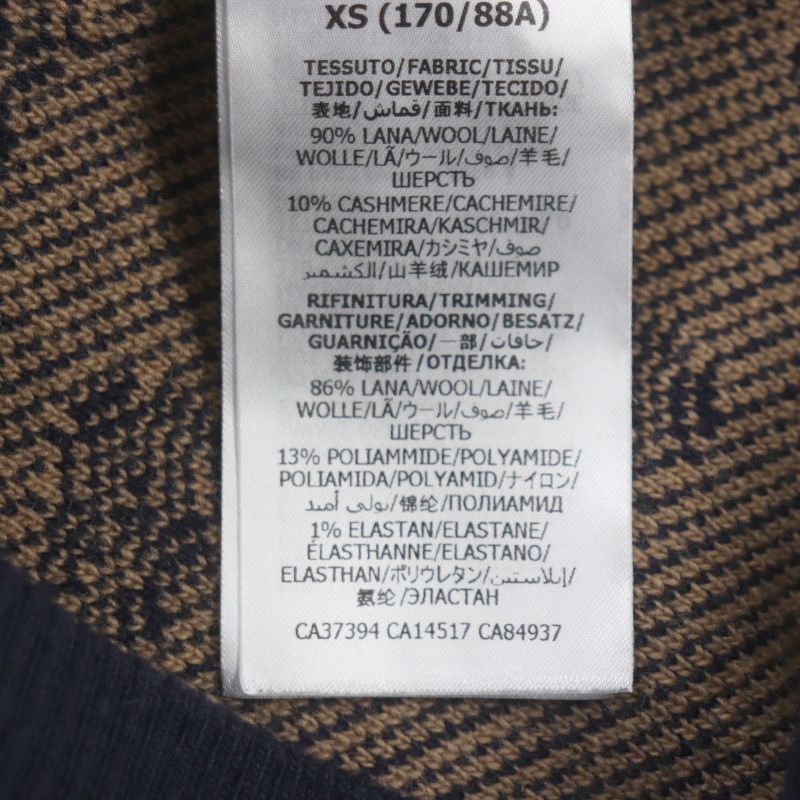 XS (170/88A)
TESSUTO/FABRIC/TISSU/
TEJIDO/GEWEBE/TECIDO/
表地/قماش/面料/ТКАНЬ:
90% LANA/WOOL/LAINE/
WOLLE/LÃ/ウール/صوف/羊毛/
ШЕРСТЬ
10% CASHMERE/CACHEMIRE/
CACHEMIRA/KASCHMIR/
CAXEMIRA/カシミヤ/صوف
الكشمير/山羊绒/КАШЕМИР
RIFINITURA/TRIMMING/
GARNITURE/ADORNO/BESATZ/
GUARNIÇÃO/一部/حافات/
装饰部件/ОТДЕЛКА:
86% LANA/WOOL/LAINE/
WOLLE/LÃ/ウール/صوف/羊毛/
ШЕРСТЬ
13% POLIAMMIDE/POLYAMIDE/
POLIAMIDA/POLYAMID/ナイロン/
بولي أميد/锦纶/ПОЛИАМИД
1% ELASTAN/ELASTANE/
ÉLASTHANNE/ELASTANO/
ELASTHAN/ポリウレタン/إيلاستين/
氨纶/ЭЛАСТАН
CA37394 CA14517 CA84937